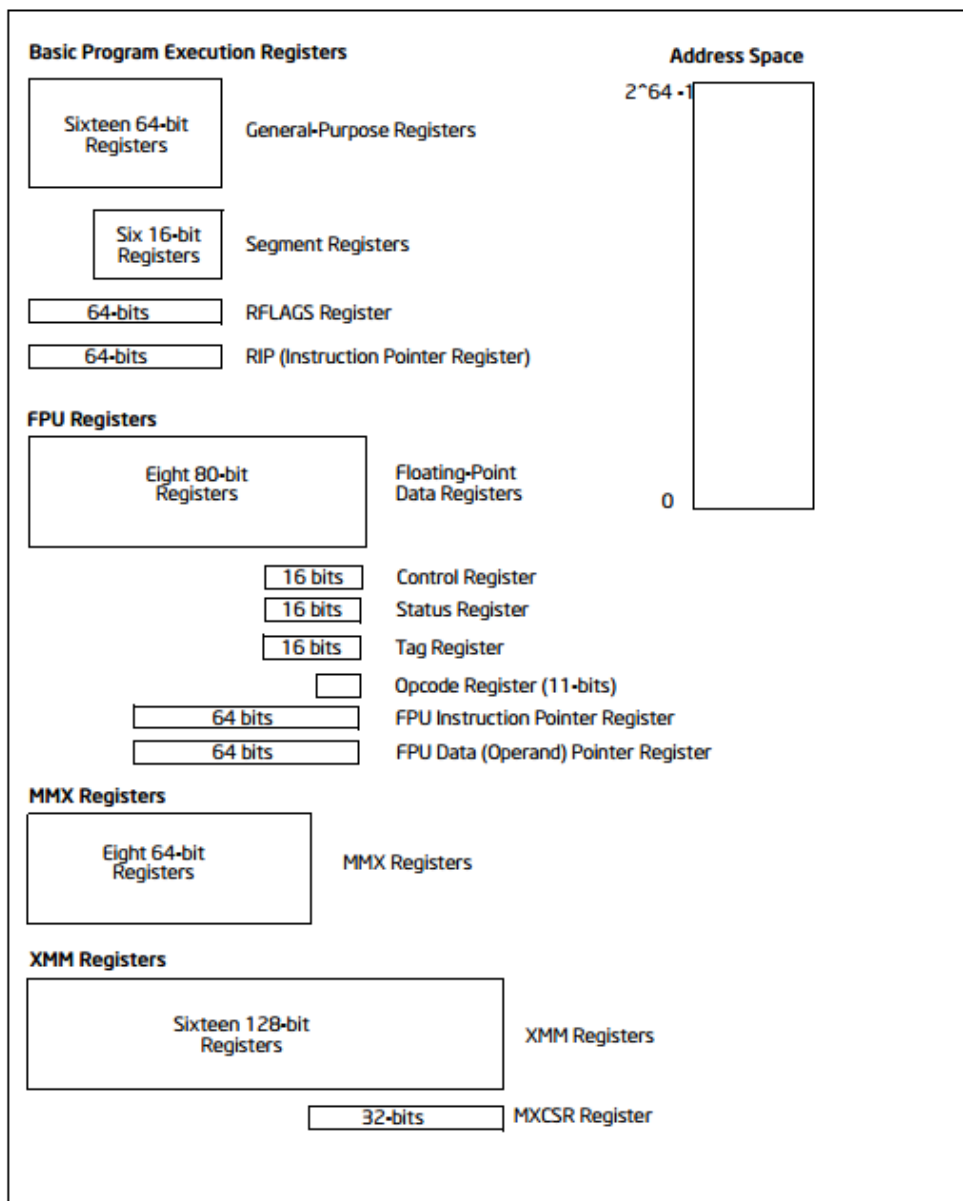 Basic Program Execution Registers
Address Space
2^64 -1
Sixteen 64-bit
Registers
General-Purpose Registers
Six 16-bit
Registers
Segment Registers
64-bits
RFLAGS Register
64-bits
RIP (Instruction Pointer Register)
FPU Registers
Eight 80-bit
Registers
Floating-Point
Data Registers
0
16 bits
Control Register
16 bits
Status Register
16 bits
Tag Register
Opcode Register (11-bits)
64 bits
FPU Instruction Pointer Register
64 bits
FPU Data (Operand) Pointer Register
MMX Registers
Eight 64-bit
Registers
MMX Registers
XMM Registers
Sixteen 128-bit
Registers
XMM Registers
32-bits
MXCSR Register